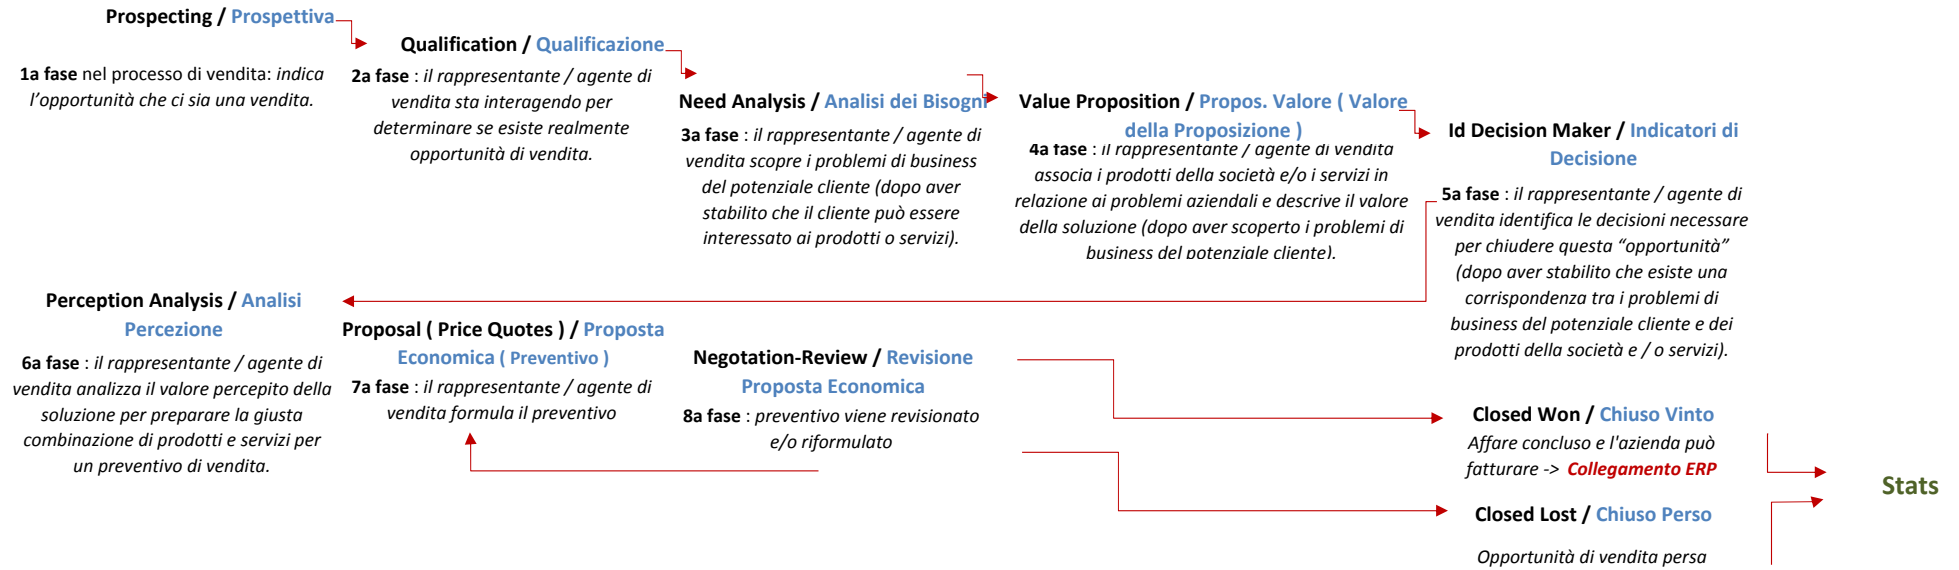 Prospecting / Prospettiva
1a fase nel processo di vendita: indica
l'opportunità che ci sia una vendita.
Qualification / Qualificazione
2a fase : il rappresentante / agente di
vendita sta interagendo per
determinare se esiste realmente
opportunità di vendita.
Need Analysis / Analisi dei Bisogni
3a fase : il rappresentante / agente di
vendita scopre i problemi di business
del potenziale cliente (dopo aver
stabilito che il cliente può essere
interessato ai prodotti o servizi).
Value Proposition / Propos. Valore ( Valore
della Proposizione )
4a fase : il rappresentante / agente di vendita
associa i prodotti della società e/o i servizi in
relazione ai problemi aziendali e descrive il valore
della soluzione (dopo aver scoperto i problemi di
business del potenziale cliente).
Id Decision Maker / Indicatori di
Decisione
5a fase : il rappresentante / agente di
vendita identifica le decisioni necessare
per chiudere questa “opportunità”
(dopo aver stabilito che esiste una
corrispondenza tra i problemi di
business del potenziale cliente e dei
prodotti della società e / o servizi).
Perception Analysis / Analisi
Percezione
6a fase : il rappresentante / agente di
vendita analizza il valore percepito della
soluzione per preparare la giusta
combinazione di prodotti e servizi per
un preventivo di vendita.
Proposal ( Price Quotes ) / Proposta
Economica ( Preventivo )
7a fase : il rappresentante / agente di
vendita formula il preventivo
Negotation-Review / Revisione
Proposta Economica
8a fase : preventivo viene revisionato
e/o riformulato
Closed Won / Chiuso Vinto
Affare concluso e l'azienda può
fatturare -> Collegamento ERP
Closed Lost / Chiuso Perso
Opportunità di vendita persa
Stats